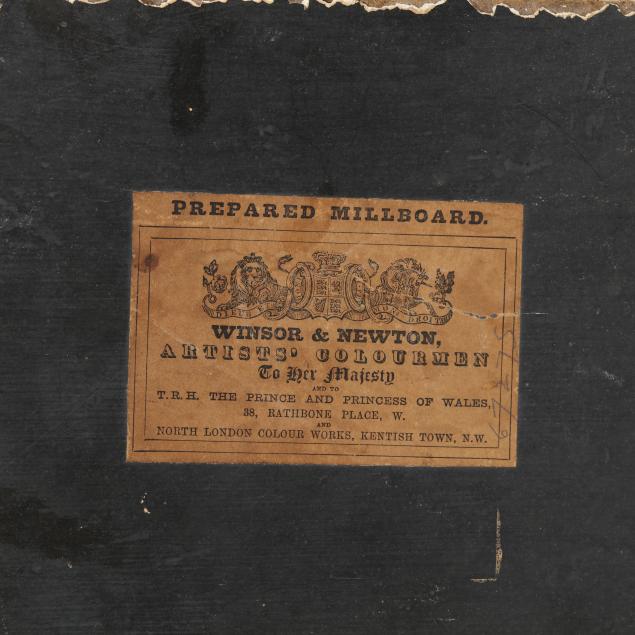 PREPARED MILLBOARD.
WINSOR & NEWTON,
ARTISTS' COLOURMEN
To Her Majesty
AND TO
T.R.H. THE PRINCE AND PRINCESS OF WALES,
38, RATHBONE PLACE, W.
AND
NORTH LONDON COLOUR WORKS, KENTISH TOWN, N.W.